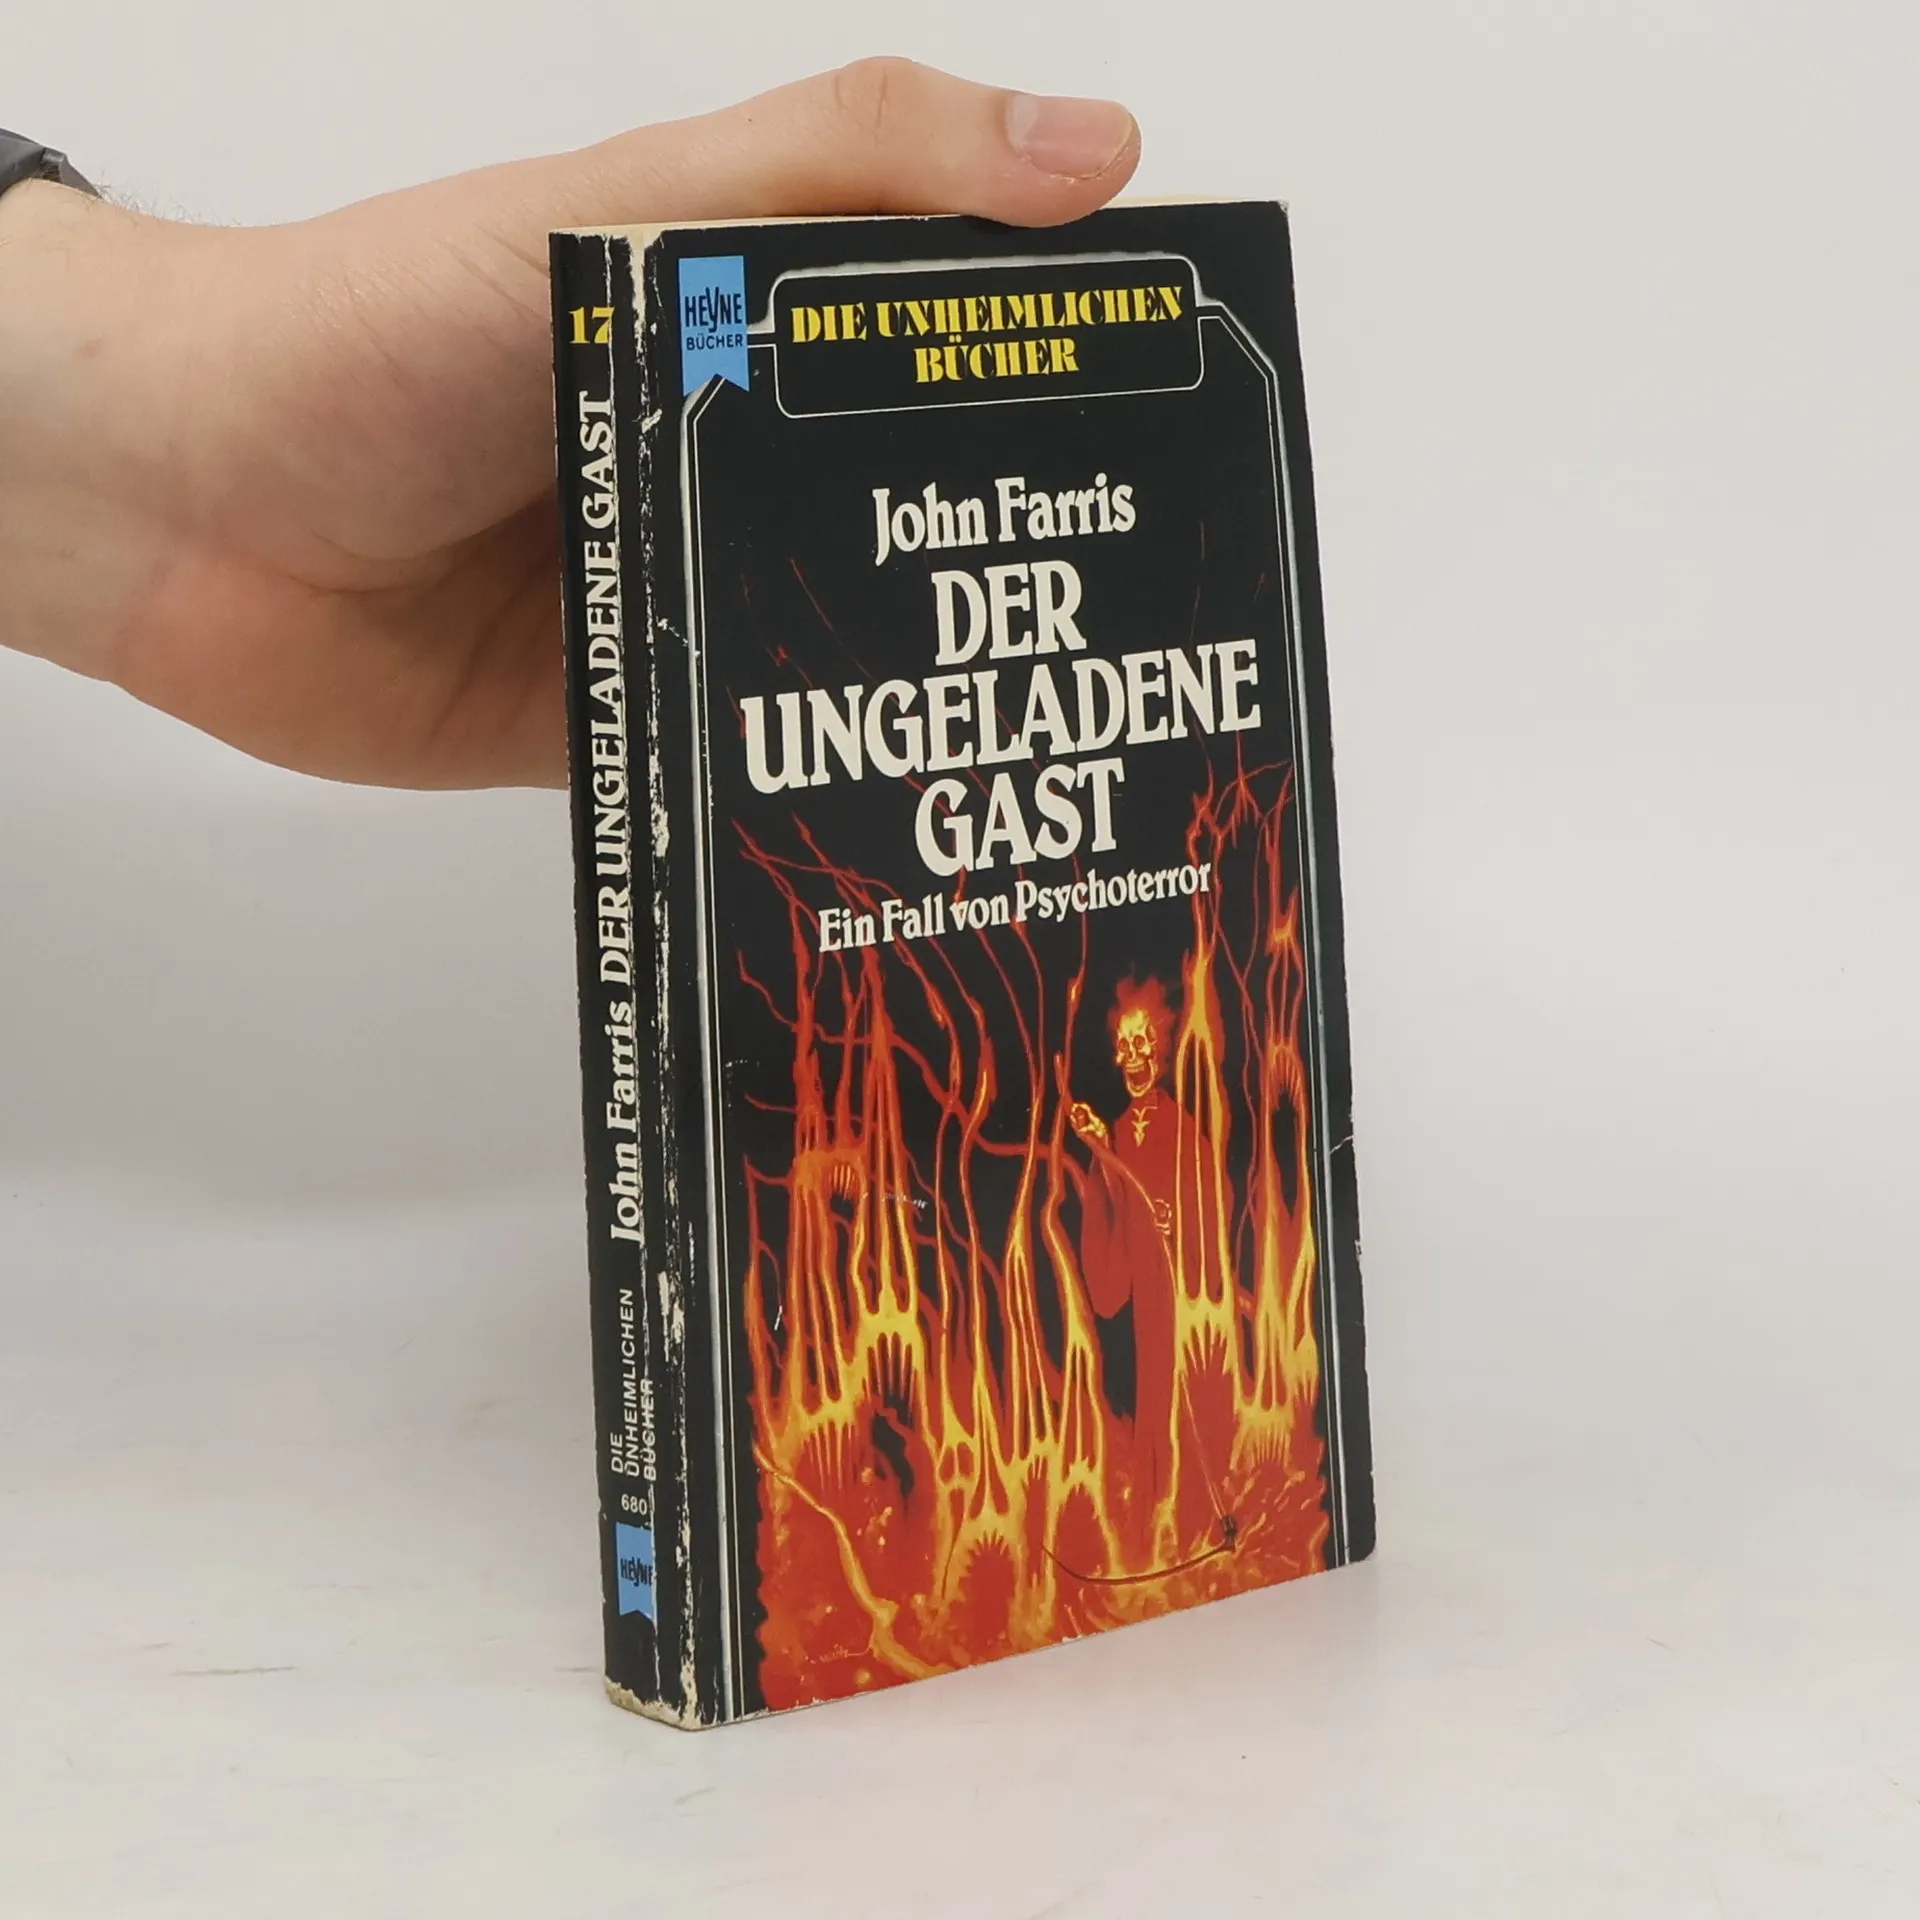 HEYNE
BÜCHER
DIE UNHEIMLICHEN
BÜCHER
John Farris
DER
UNGELADENE
GAST
Ein Fall von Psychoterror
17
John Farris DER UNGELADENE GAST
DIE
UNHEIMLICHEN
BÜCHER
680
HEYNE